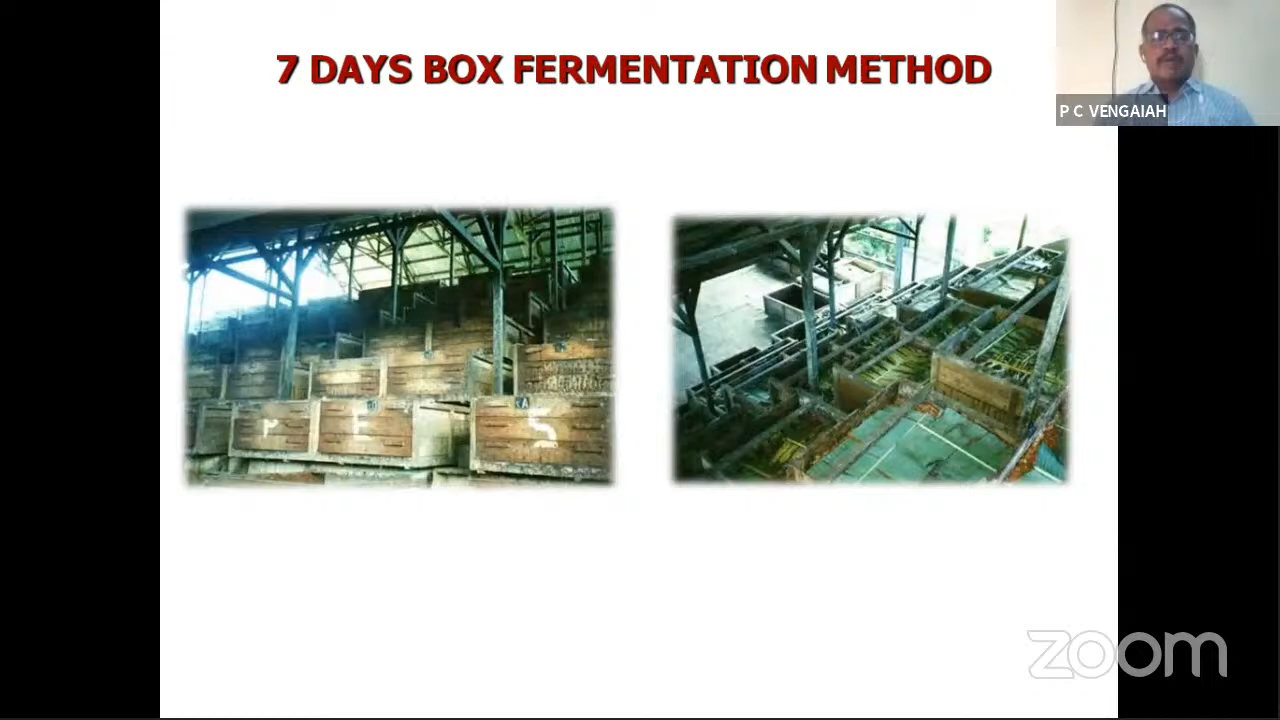 7 DAYS BOX FERMENTATION METHOD
P C VENGAIAH
P
E
S
zoom